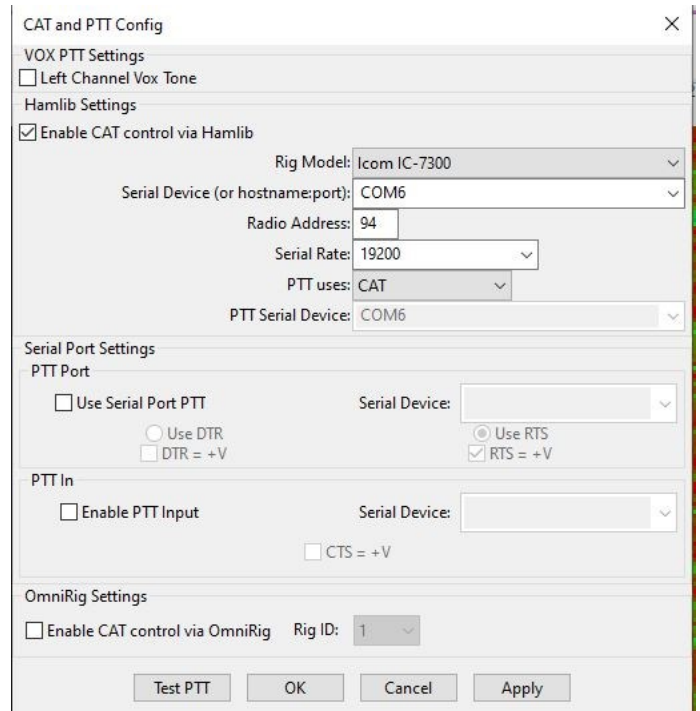 CAT and PTT Config
VOX PTT Settings
Left Channel Vox Tone
Hamlib Settings
Enable CAT control via Hamlib
Rig Model: Icom IC-7300
Serial Device (or hostname:port): COM6
Radio Address: 94
Serial Rate: 19200
PTT uses: CAT
PTT Serial Device: COM6
Serial Port Settings
PTT Port
Use Serial Port PTT Serial Device:
Use DTR Use RTS
DTR = +V RTS = +V
PTT In
Enable PTT Input Serial Device:
CTS = +V
OmniRig Settings
Enable CAT control via OmniRig Rig ID: 1
Test PTT OK Cancel Apply